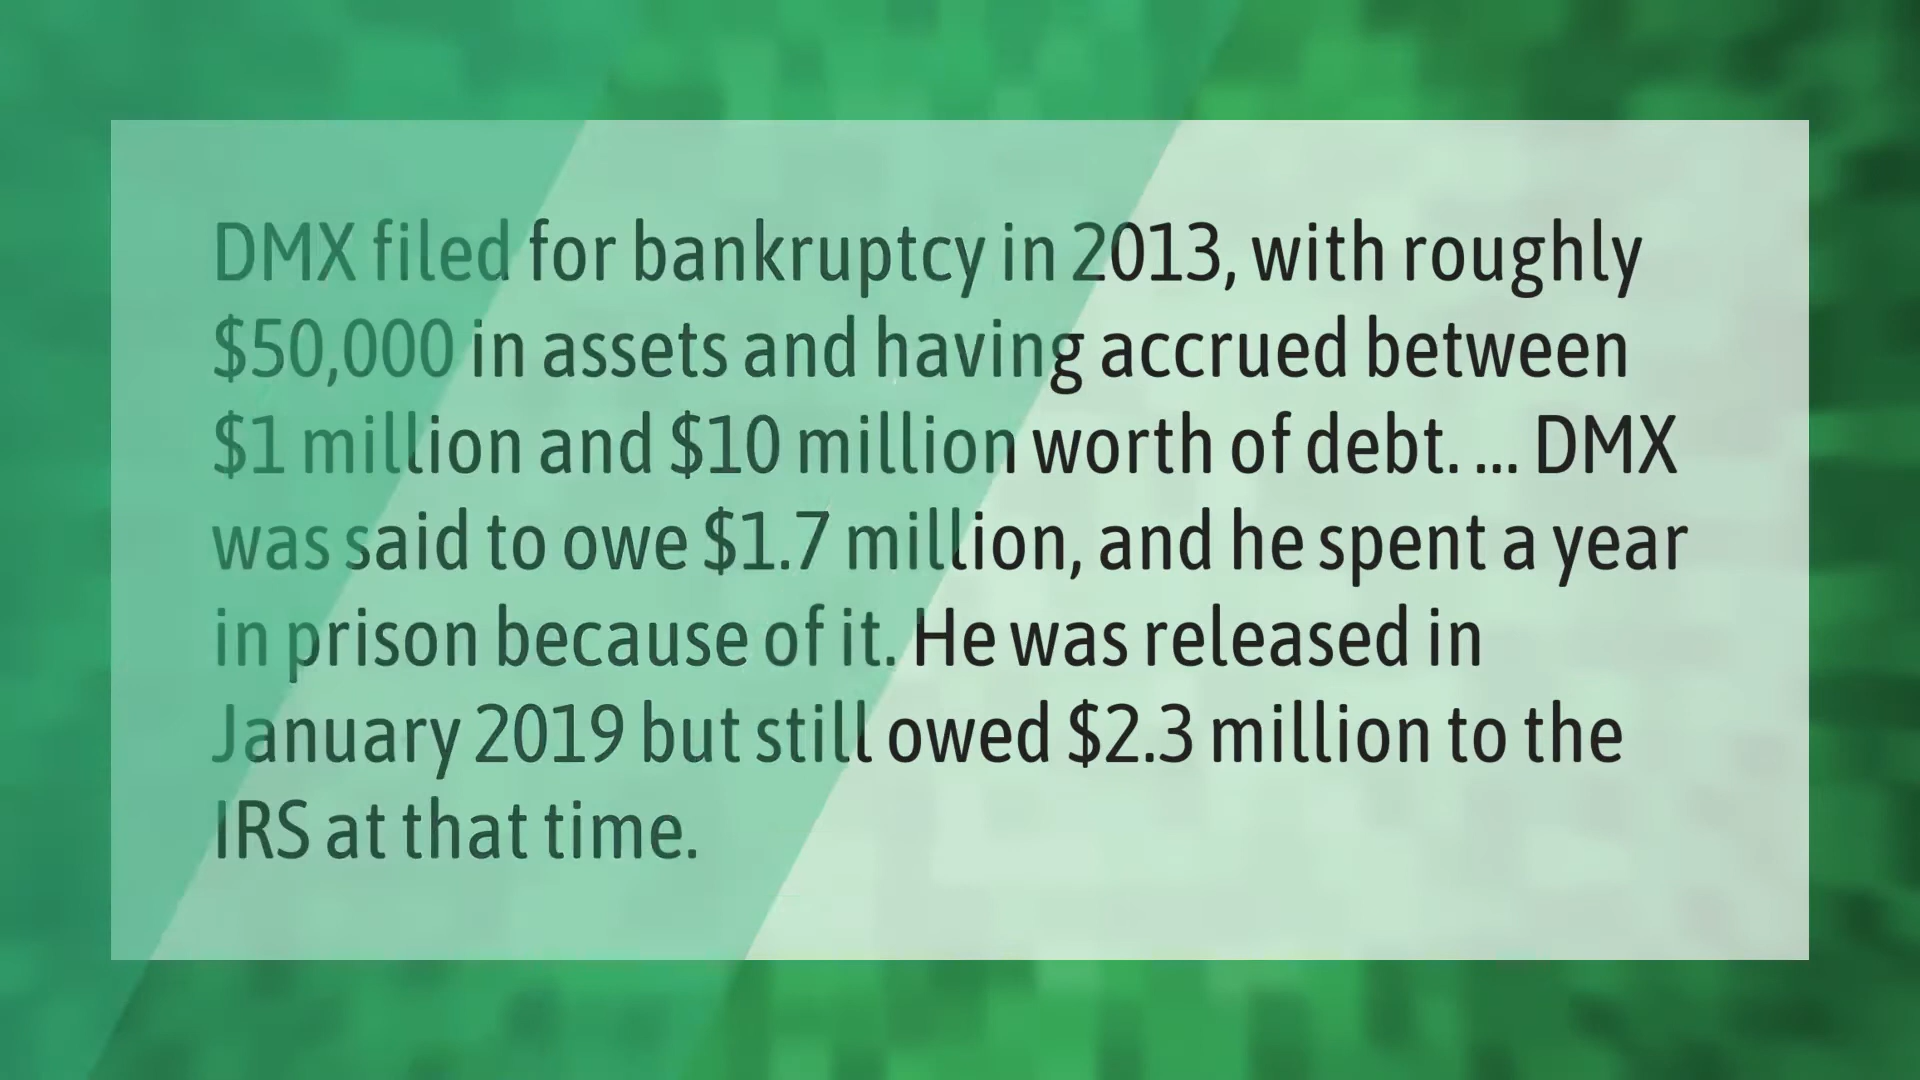 DMX filed for bankruptcy in 2013, with roughly
$50,000 in assets and having accrued between
$1 million and $10 million worth of debt. ... DMX
was said to owe $1.7 million, and he spent a year
in prison because of it. He was released in
January 2019 but still owed $2.3 million to the
IRS at that time.